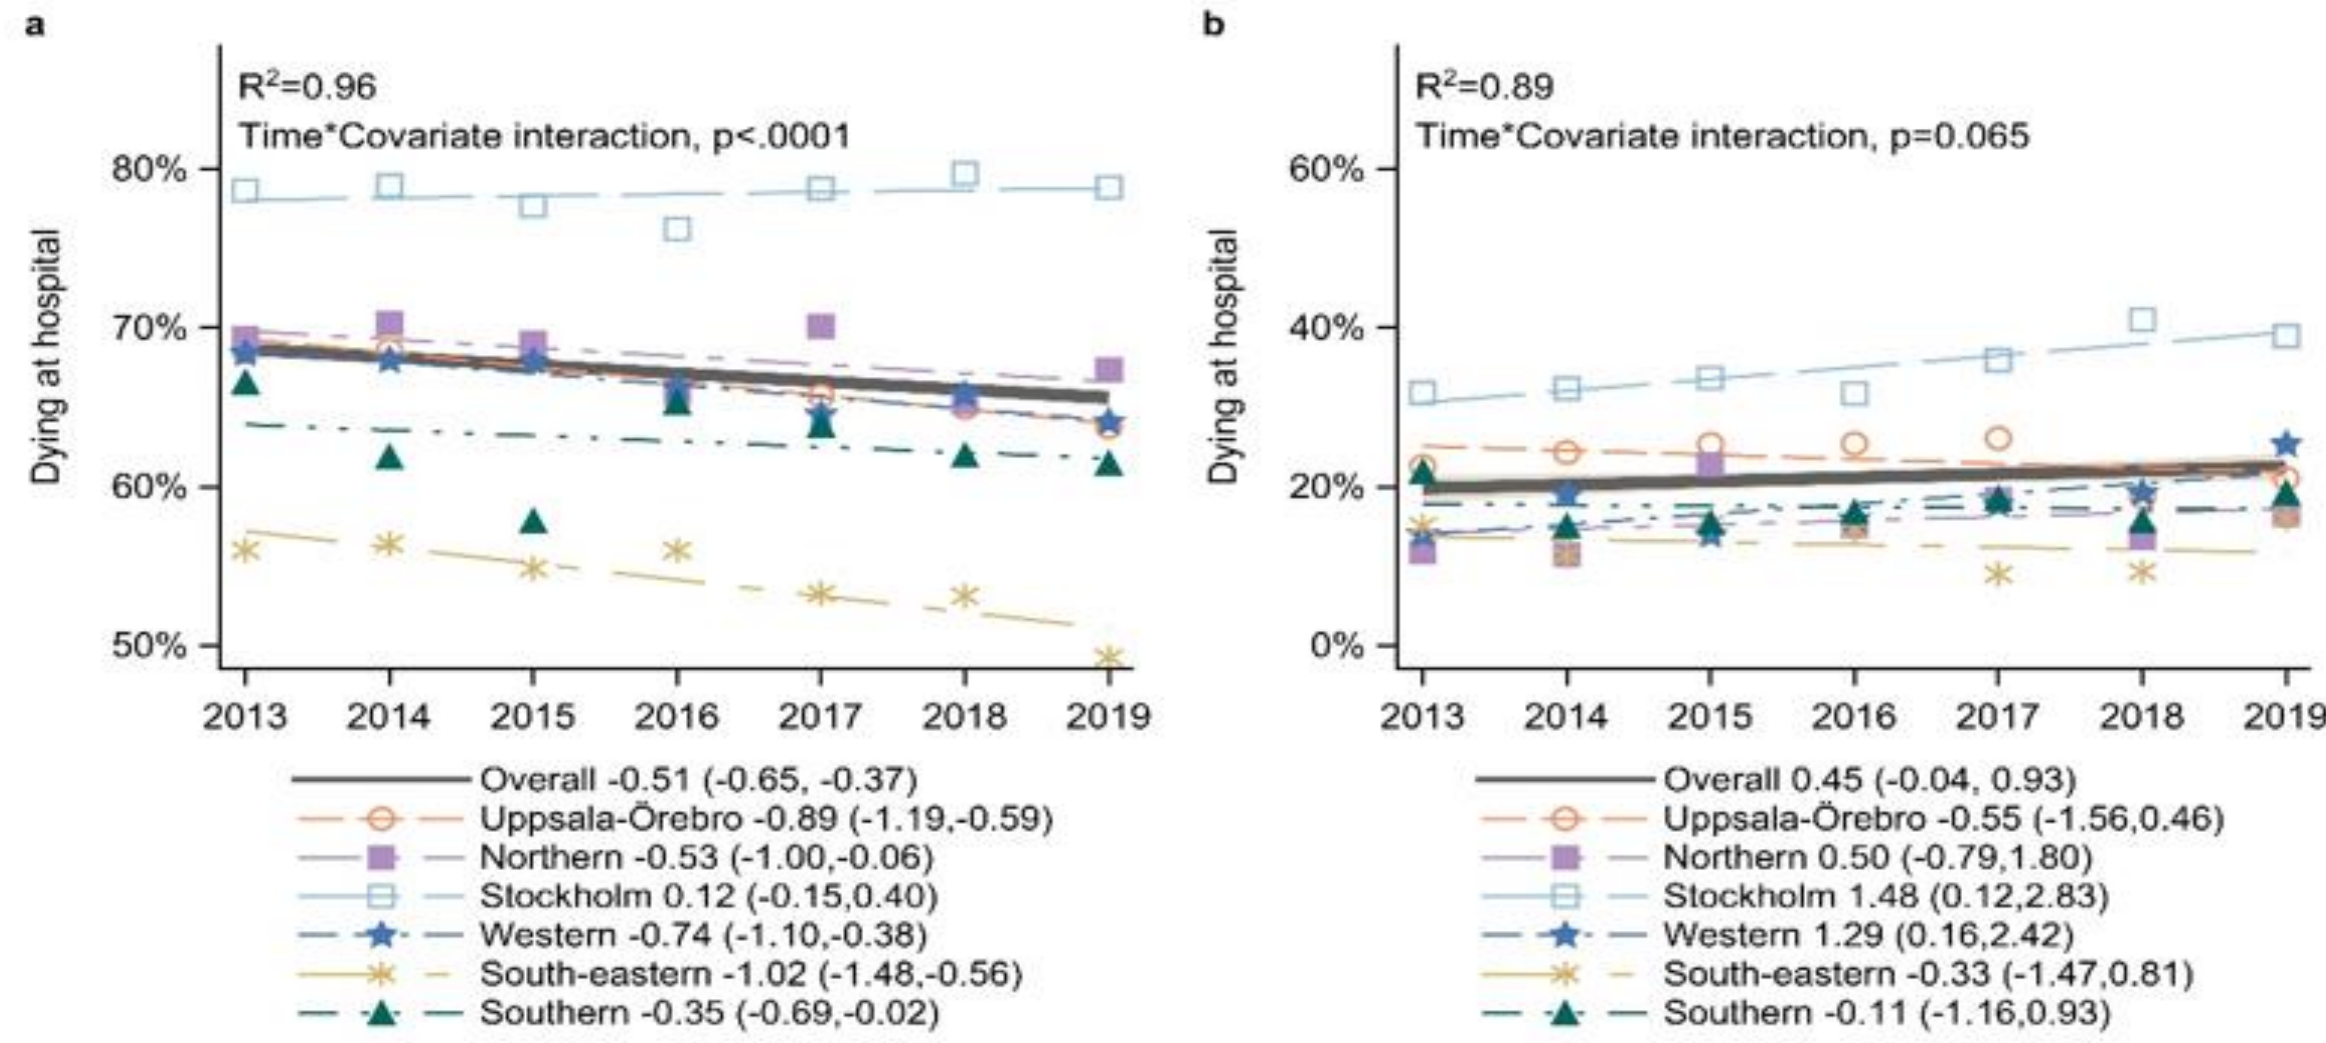 a
R²=0.96
Time*Covariate interaction, p<.0001
80%
70%
60%
50%
Dying at hospital
2013 2014 2015 2016 2017 2018 2019
Overall -0.51 (-0.65, -0.37)
Uppsala-Örebro -0.89 (-1.19,-0.59)
Northern -0.53 (-1.00,-0.06)
Stockholm 0.12 (-0.15,0.40)
Western -0.74 (-1.10,-0.38)
South-eastern -1.02 (-1.48,-0.56)
Southern -0.35 (-0.69,-0.02)
b
R²=0.89
Time*Covariate interaction, p=0.065
60%
40%
20%
0%
Dying at hospital
2013 2014 2015 2016 2017 2018 2019
Overall 0.45 (-0.04, 0.93)
Uppsala-Örebro -0.55 (-1.56,0.46)
Northern 0.50 (-0.79,1.80)
Stockholm 1.48 (0.12,2.83)
Western 1.29 (0.16,2.42)
South-eastern -0.33 (-1.47,0.81)
Southern -0.11 (-1.16,0.93)